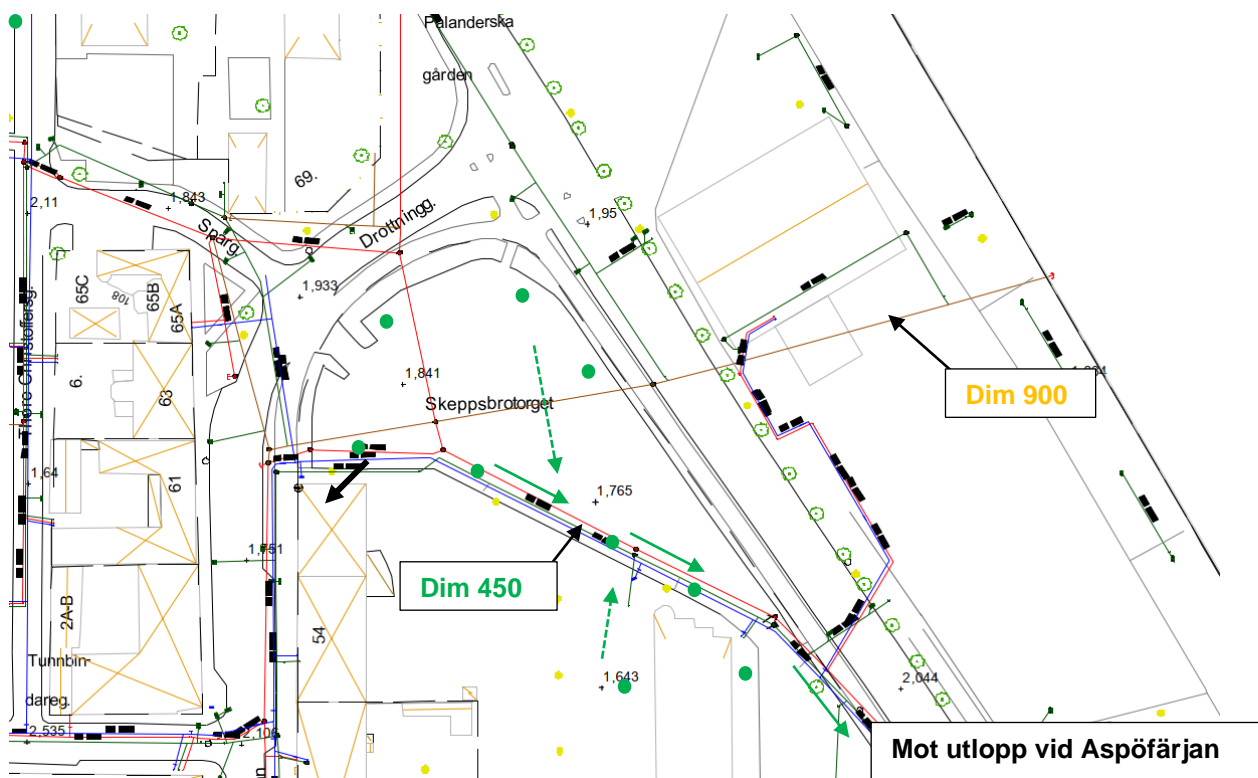 Palanderska
gården
69.
1,843
2,11
Sparg.
Drottningg.
1,95
65C
65B
65A
108
1,933
6.
63
1,841
Skeppsbrotorget
Dim 900
1,64
61
1,765
Dim 450
2A-B
54
Tunnbin-
dareg.
1,643
2,044
2,535
2,106
Mot utlopp vid Aspöfärjan